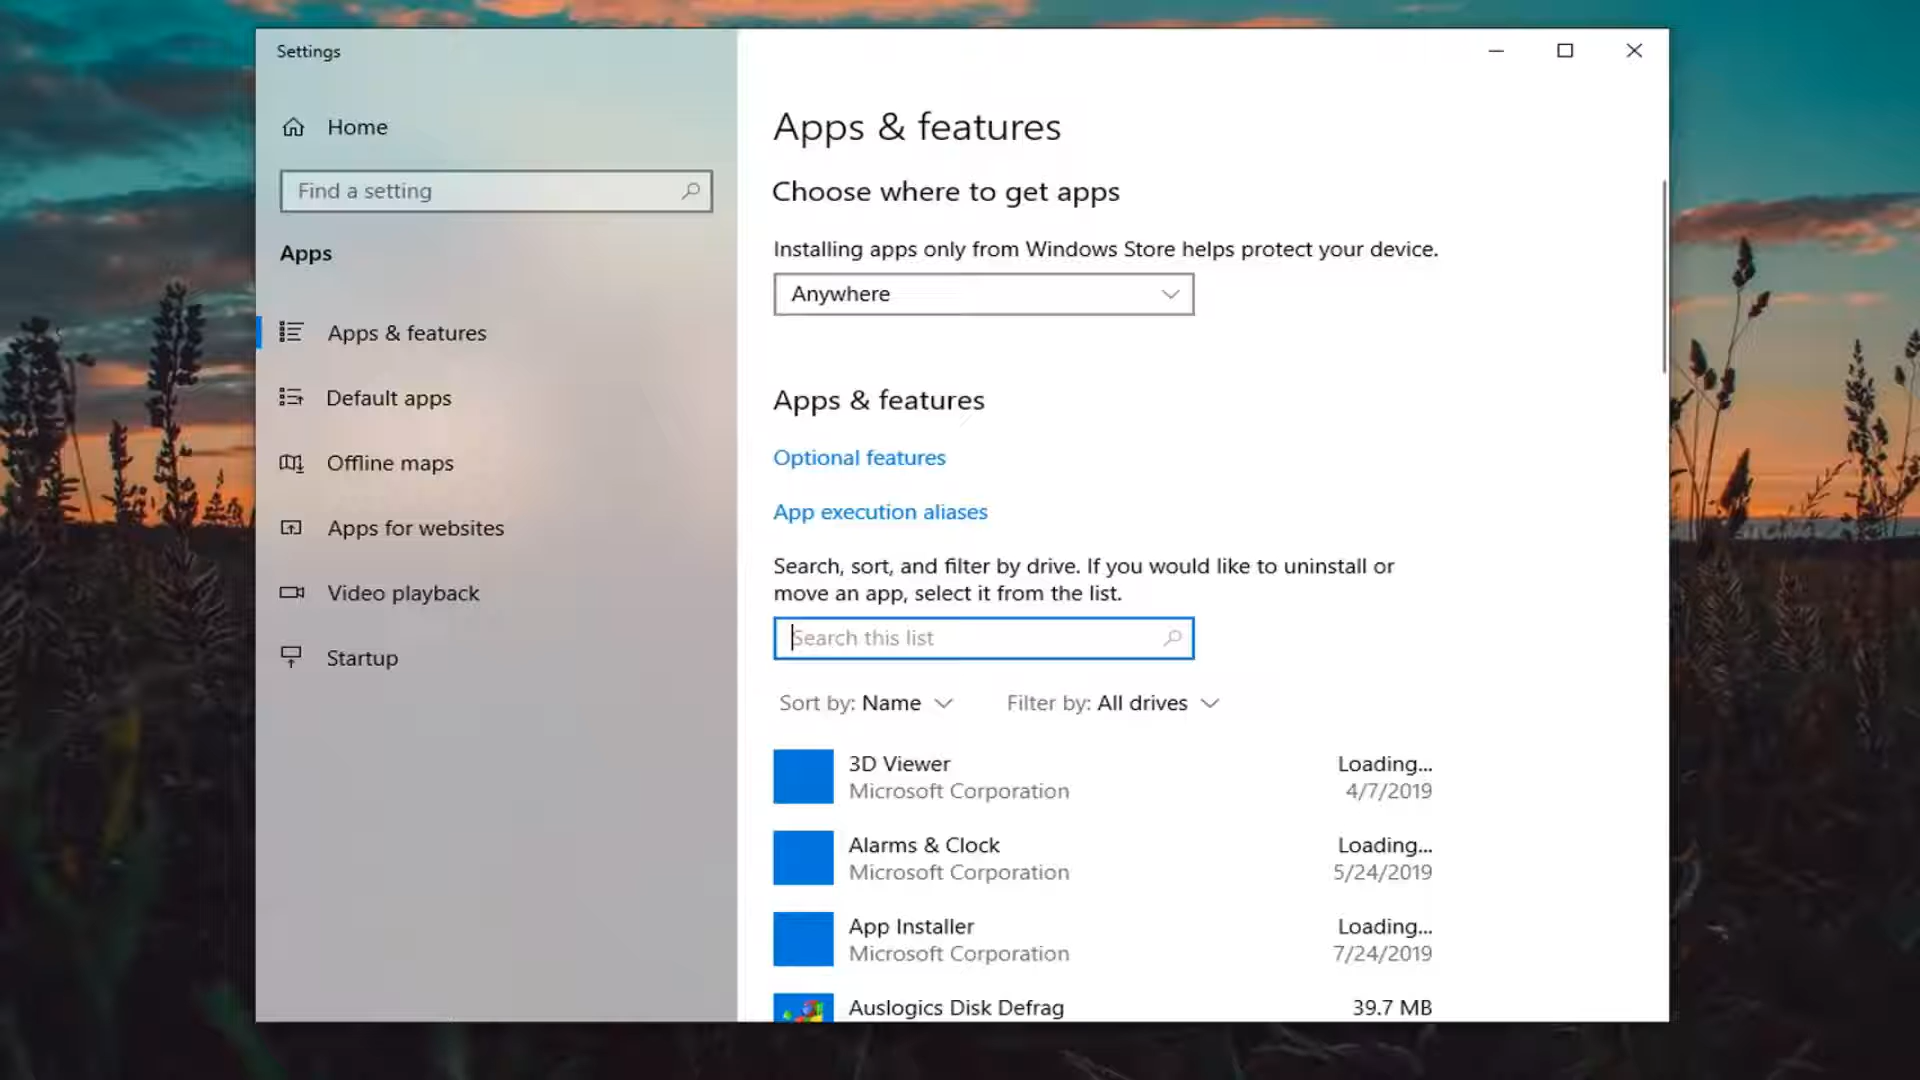 Settings
Home
Find a setting
Apps
Apps & features
Default apps
Offline maps
Apps for websites
Video playback
Startup
Apps & features
Choose where to get apps
Installing apps only from Windows Store helps protect your device.
Anywhere
Apps & features
Optional features
App execution aliases
Search, sort, and filter by drive. If you would like to uninstall or
move an app, select it from the list.
Search this list
Sort by: Name Filter by: All drives
3D Viewer Loading...
Microsoft Corporation 4/7/2019
Alarms & Clock Loading...
Microsoft Corporation 5/24/2019
App Installer Loading...
Microsoft Corporation 7/24/2019
Auslogics Disk Defrag 39.7 MB